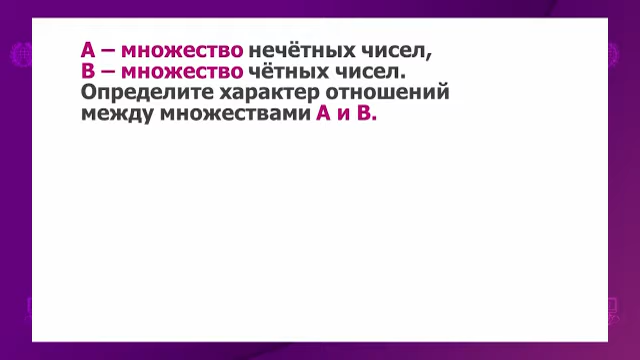 А – множество нечётных чисел,
В – множество чётных чисел.
Определите характер отношений
между множествами А и В.